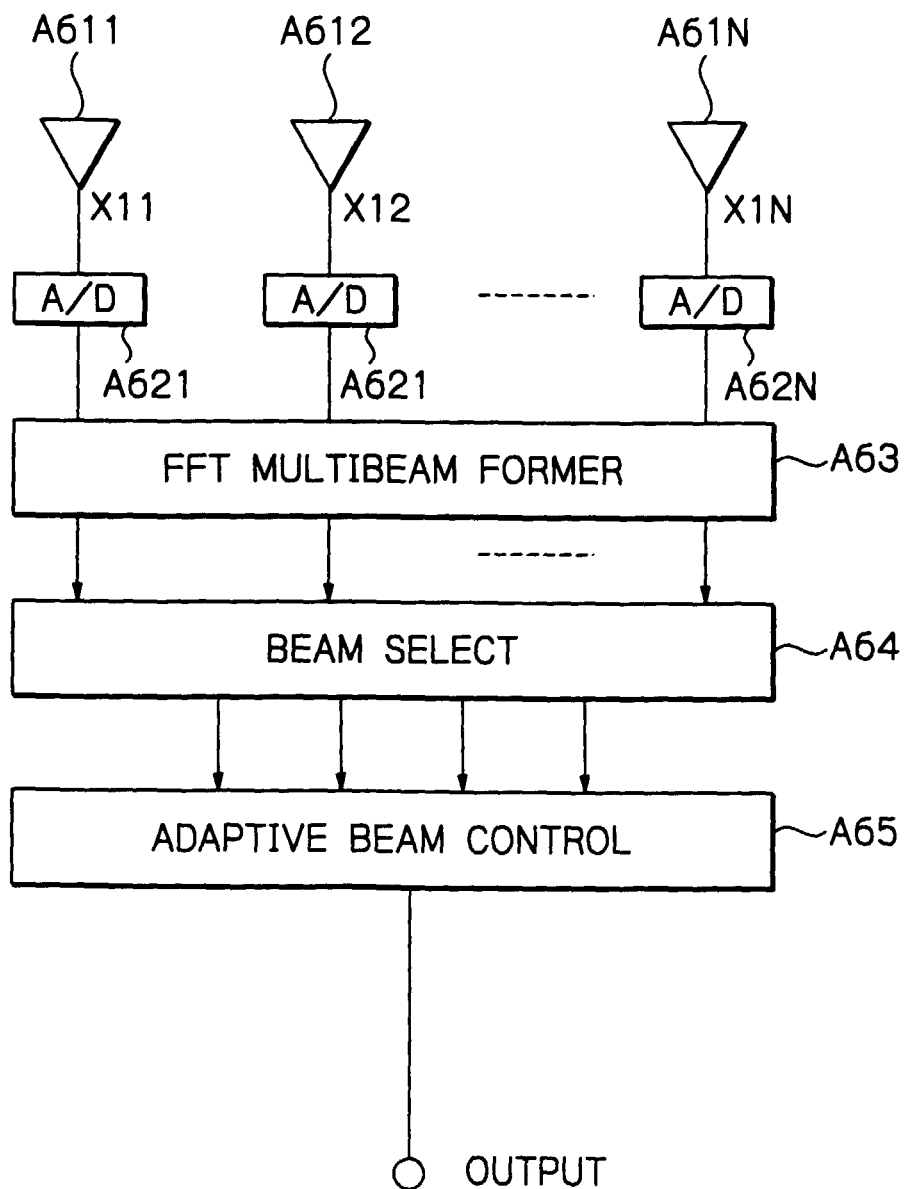 A611 A612 A61N
X11 X12 X1N
A/D A/D A/D
A621 A621 A62N
FFT MULTIBEAM FORMER A63
BEAM SELECT A64
ADAPTIVE BEAM CONTROL A65
OUTPUT